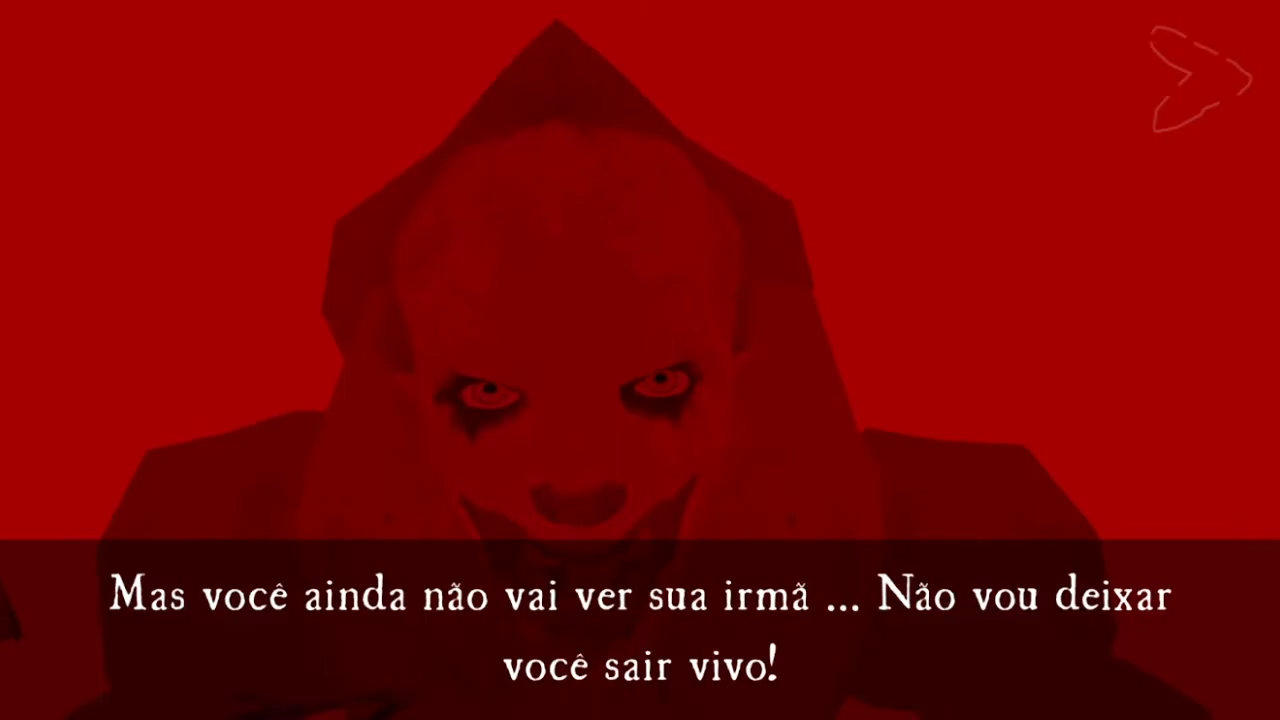 Mas você ainda não vai ver sua irmã ... Não vou deixar
você sair vivo!